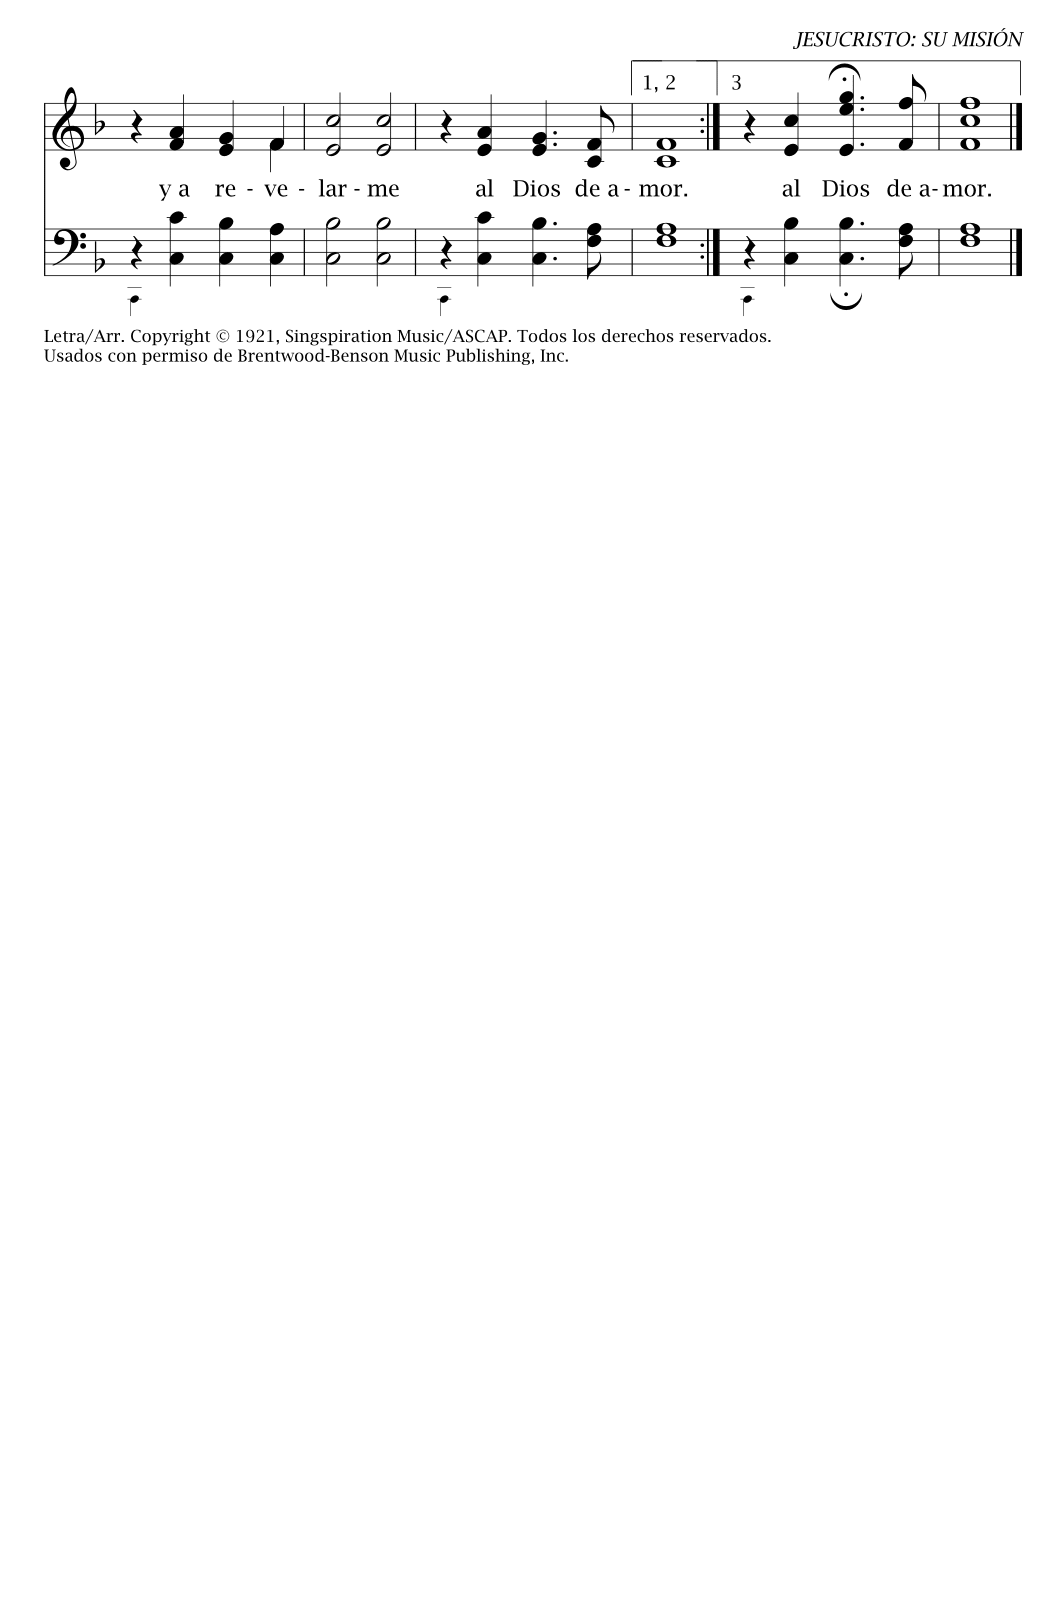 JESUCRISTO: SU MISIÓN
1, 2 3
y a re - ve - lar - me al Dios de a - mor. al Dios de a - mor.
Letra/Arr. Copyright © 1921, Singspiration Music/ASCAP. Todos los derechos reservados.
Usados con permiso de Brentwood-Benson Music Publishing, Inc.